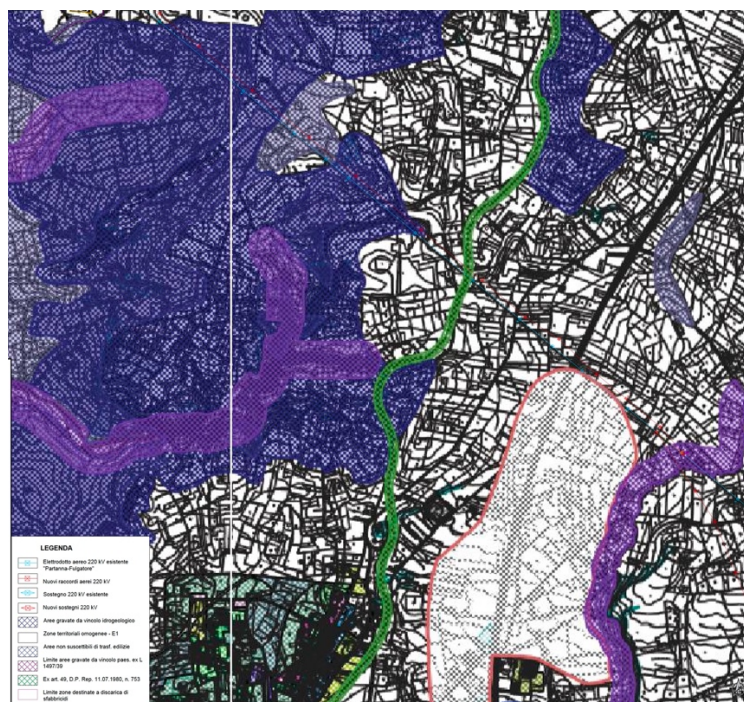 LEGENDA
Elettrodotto aereo 220 kV esistente
"Partanna-Fulgatore"
Nuovi raccordi aerei 220 kV
Sostegno 220 kV esistente
Nuovi sostegni 220 kV
Aree gravate da vincolo idrogeologico
Zone territoriali omogenee - E1
Aree non suscettibili di trasf. edilizie
Limite aree gravate da vincolo paes. ex L
1497/39
Ex art. 49, D.P. Rep. 11.07.1980, n. 753
Limite zone destinate a discarica di
sfabbricidi